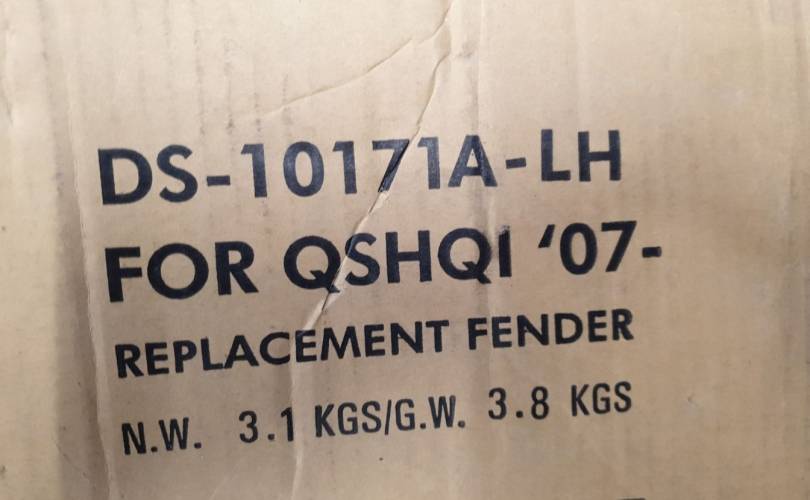 DS-10171A-LH
FOR QSHQI '07-
REPLACEMENT FENDER
N.W. 3.1 KGS/G.W. 3.8 KGS